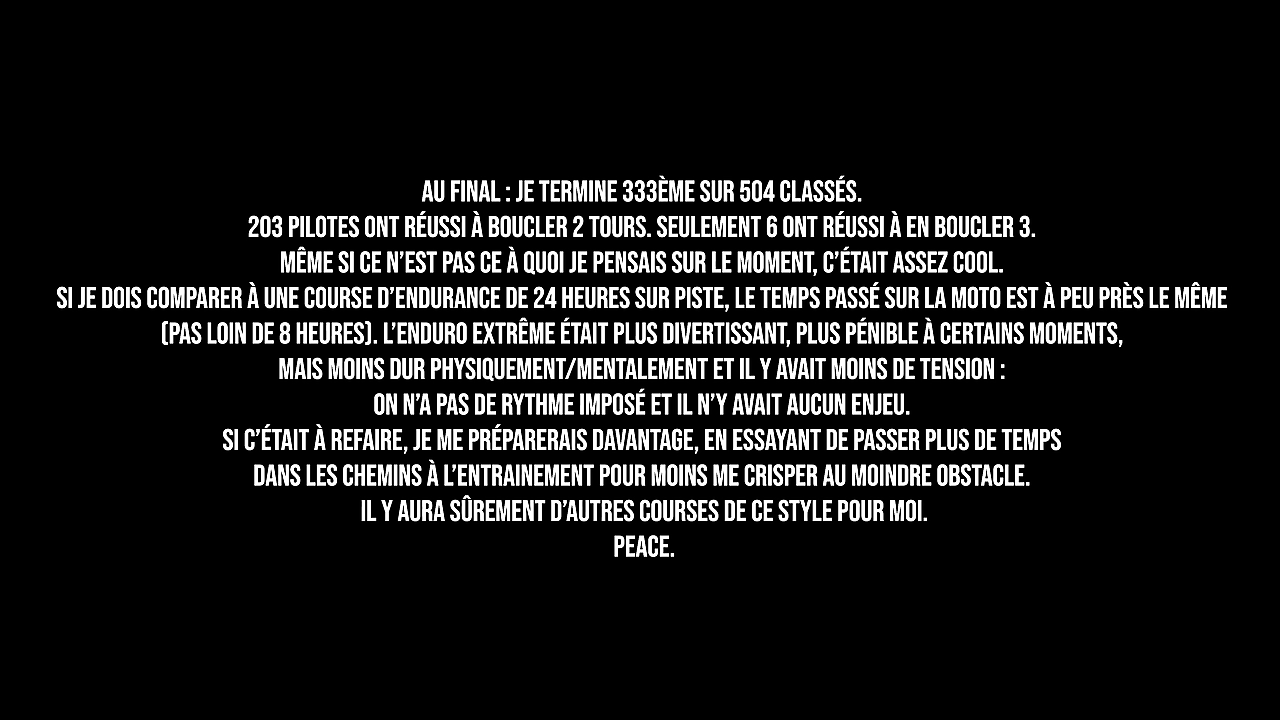 AU FINAL : JE TERMINE 333ÈME SUR 504 CLASSÉS.
203 PILOTES ONT RÉUSSI À BOUCLER 2 TOURS. SEULEMENT 6 ONT RÉUSSI À EN BOUCLER 3.
MÊME SI CE N’EST PAS CE À QUOI JE PENSAIS SUR LE MOMENT, C’ÉTAIT ASSEZ COOL.
SI JE DOIS COMPARER À UNE COURSE D’ENDURANCE DE 24 HEURES SUR PISTE, LE TEMPS PASSÉ SUR LA MOTO EST À PEU PRÈS LE MÊME
(PAS LOIN DE 8 HEURES). L’ENDURO EXTRÊME ÉTAIT PLUS DIVERTISSANT, PLUS PÉNIBLE À CERTAINS MOMENTS,
MAIS MOINS DUR PHYSIQUEMENT/MENTALEMENT ET IL Y AVAIT MOINS DE TENSION :
ON N’A PAS DE RYTHME IMPOSÉ ET IL N’Y AVAIT AUCUN ENJEU.
SI C’ÉTAIT À REFAIRE, JE ME PRÉPARERAIS DAVANTAGE, EN ESSAYANT DE PASSER PLUS DE TEMPS
DANS LES CHEMINS À L’ENTRAINEMENT POUR MOINS ME CRISPER AU MOINDRE OBSTACLE.
IL Y AURA SÛREMENT D’AUTRES COURSES DE CE STYLE POUR MOI.
PEACE.